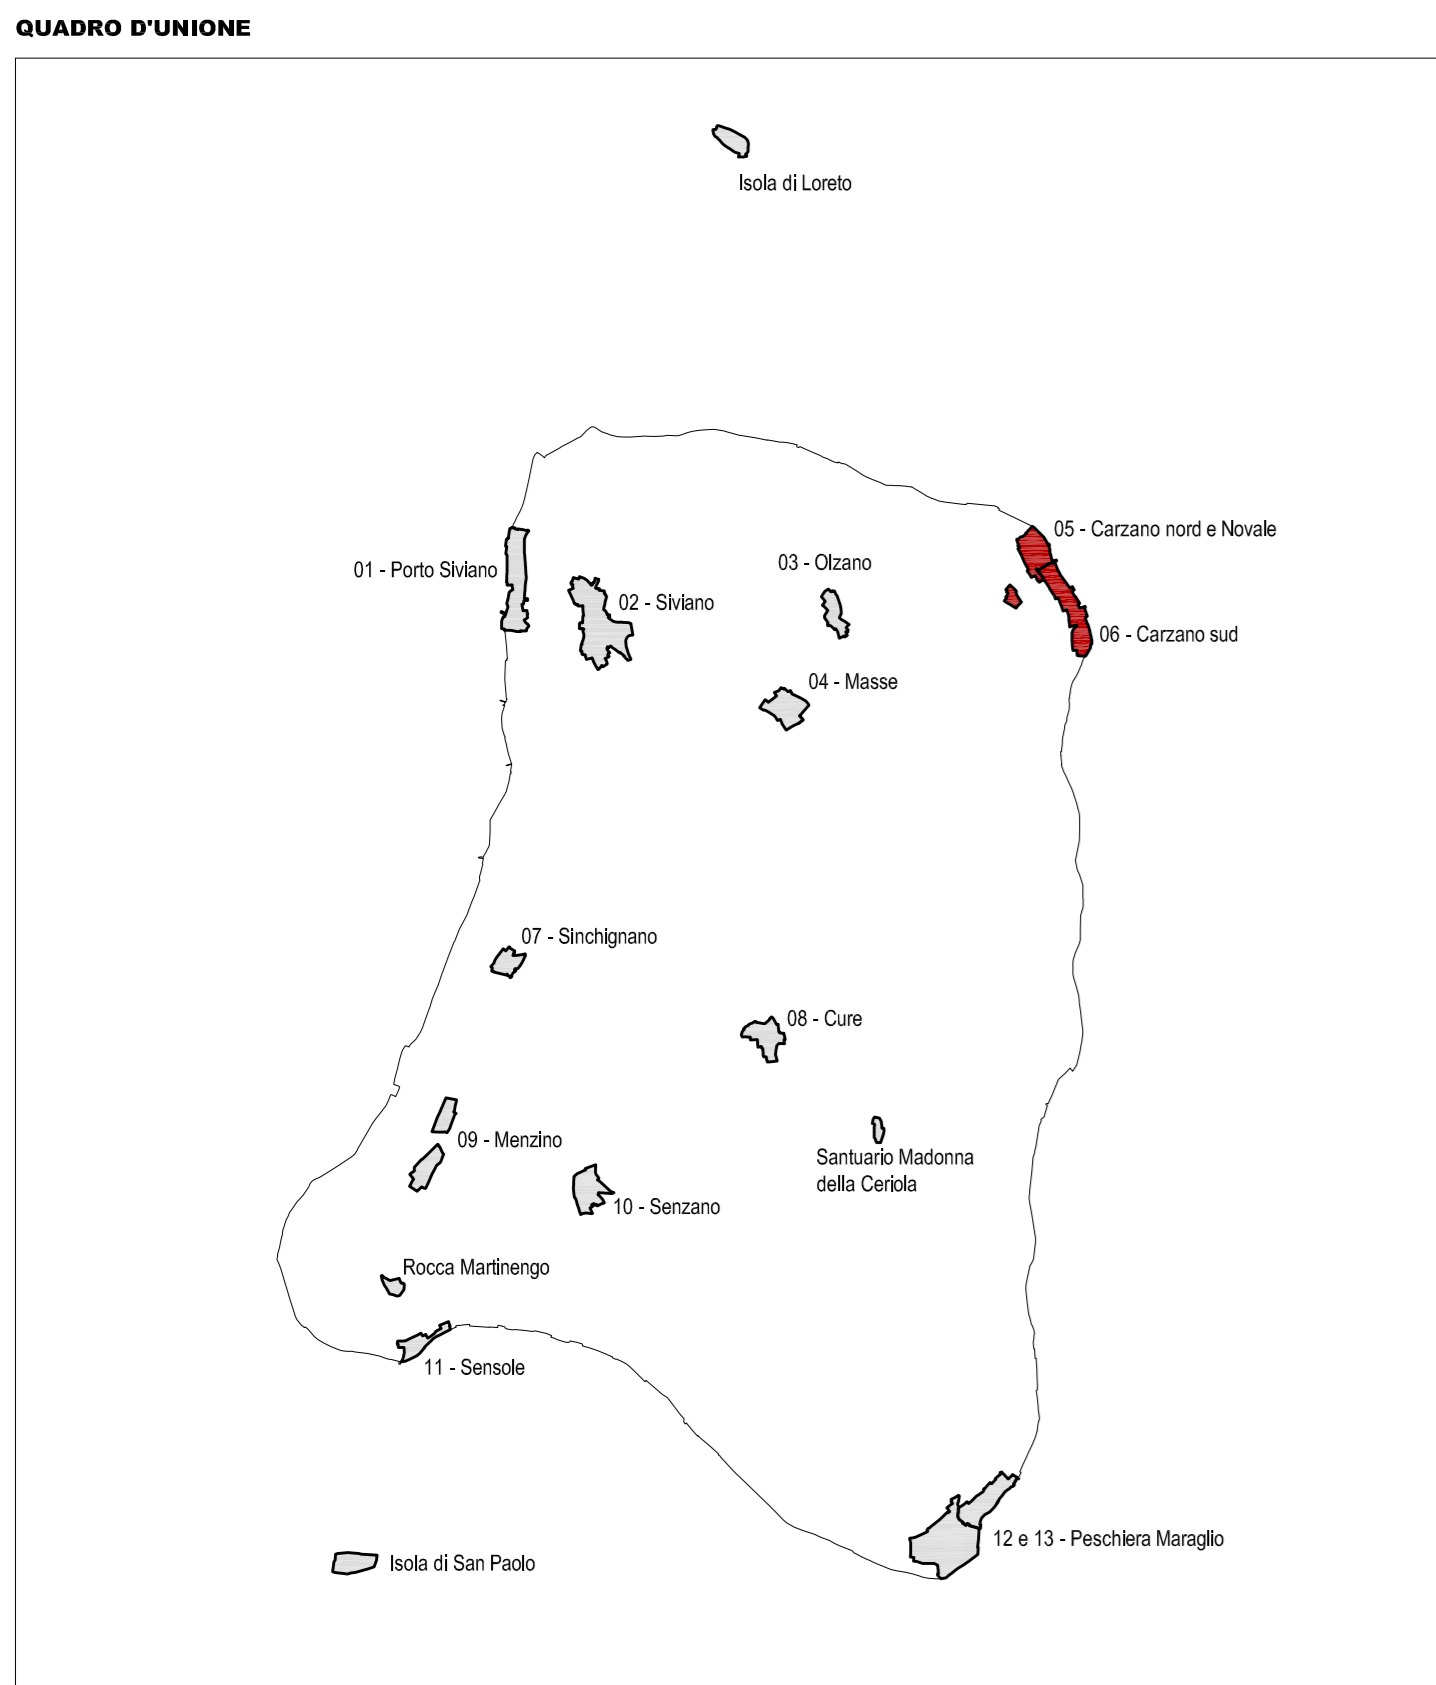 QUADRO D'UNIONE
Isola di Loreto
05 - Carzano nord e Novale
03 - Olzano
01 - Porto Siviano
02 - Siviano
06 - Carzano sud
04 - Masse
07 - Sinchignano
08 - Cure
09 - Menzino
Santuario Madonna
della Ceriola
10 - Senzano
Rocca Martinengo
11 - Sensole
12 e 13 - Peschiera Maraglio
Isola di San Paolo